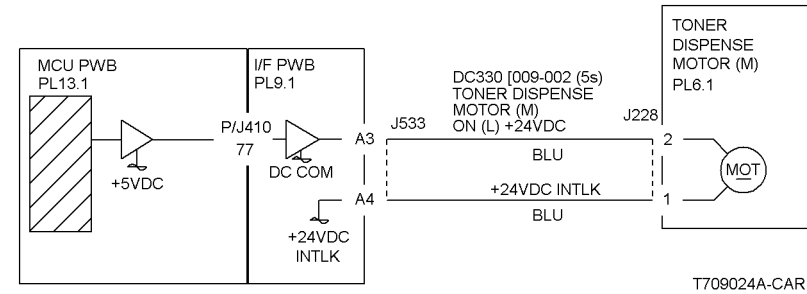 MCU PWB
PL13.1
+5VDC
P/J410
77
I/F PWB
PL9.1
DC COM
+24VDC
INTLK
A3
A4
J533
DC330 [009-002 (5s)
TONER DISPENSE
MOTOR (M)
ON (L) +24VDC
BLU
+24VDC INTLK
BLU
J228
TONER
DISPENSE
MOTOR (M)
PL6.1
2
1
MOT
T709024A-CAR